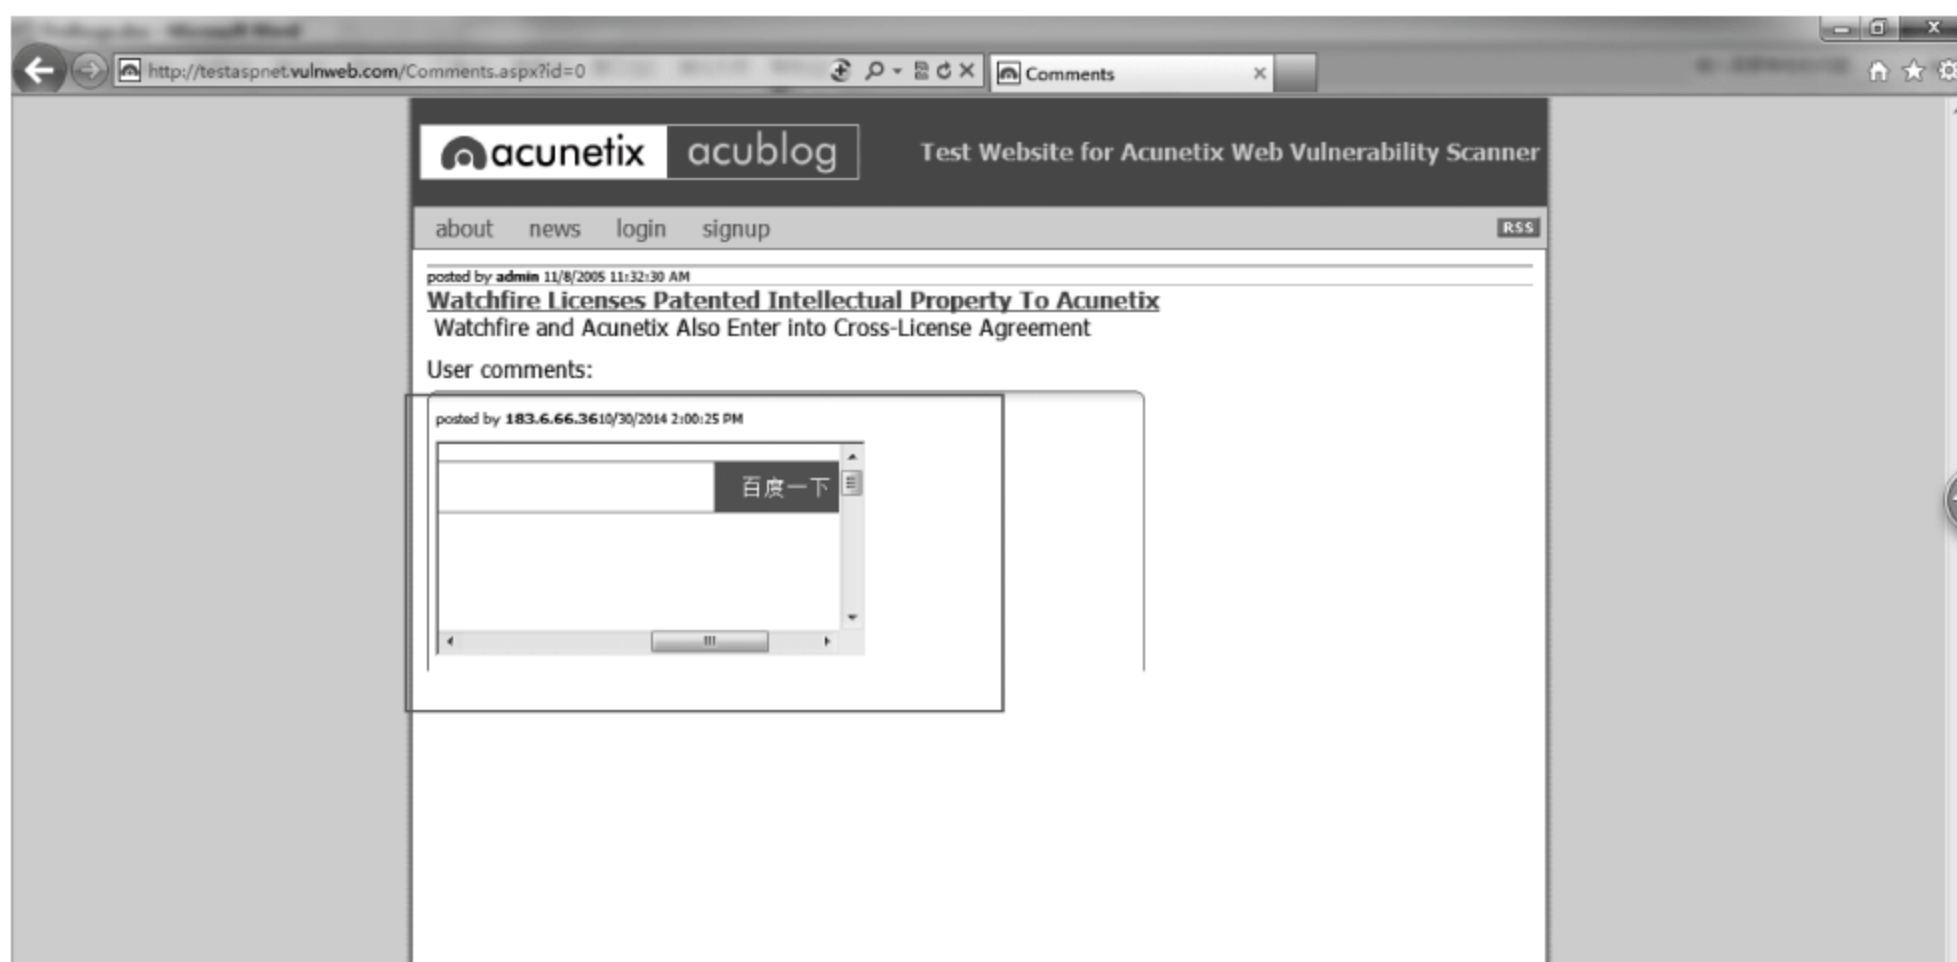 http://testaspnet.vulnweb.com/Comments.aspx?id=0
Comments
acunetix acublog
Test Website for Acunetix Web Vulnerability Scanner
about news login signup
RSS
posted by admin 11/8/2005 11:32:30 AM
Watchfire Licenses Patented Intellectual Property To Acunetix
Watchfire and Acunetix Also Enter into Cross-License Agreement
User comments:
posted by 183.6.66.3610/30/2014 2:00:25 PM
百度一下